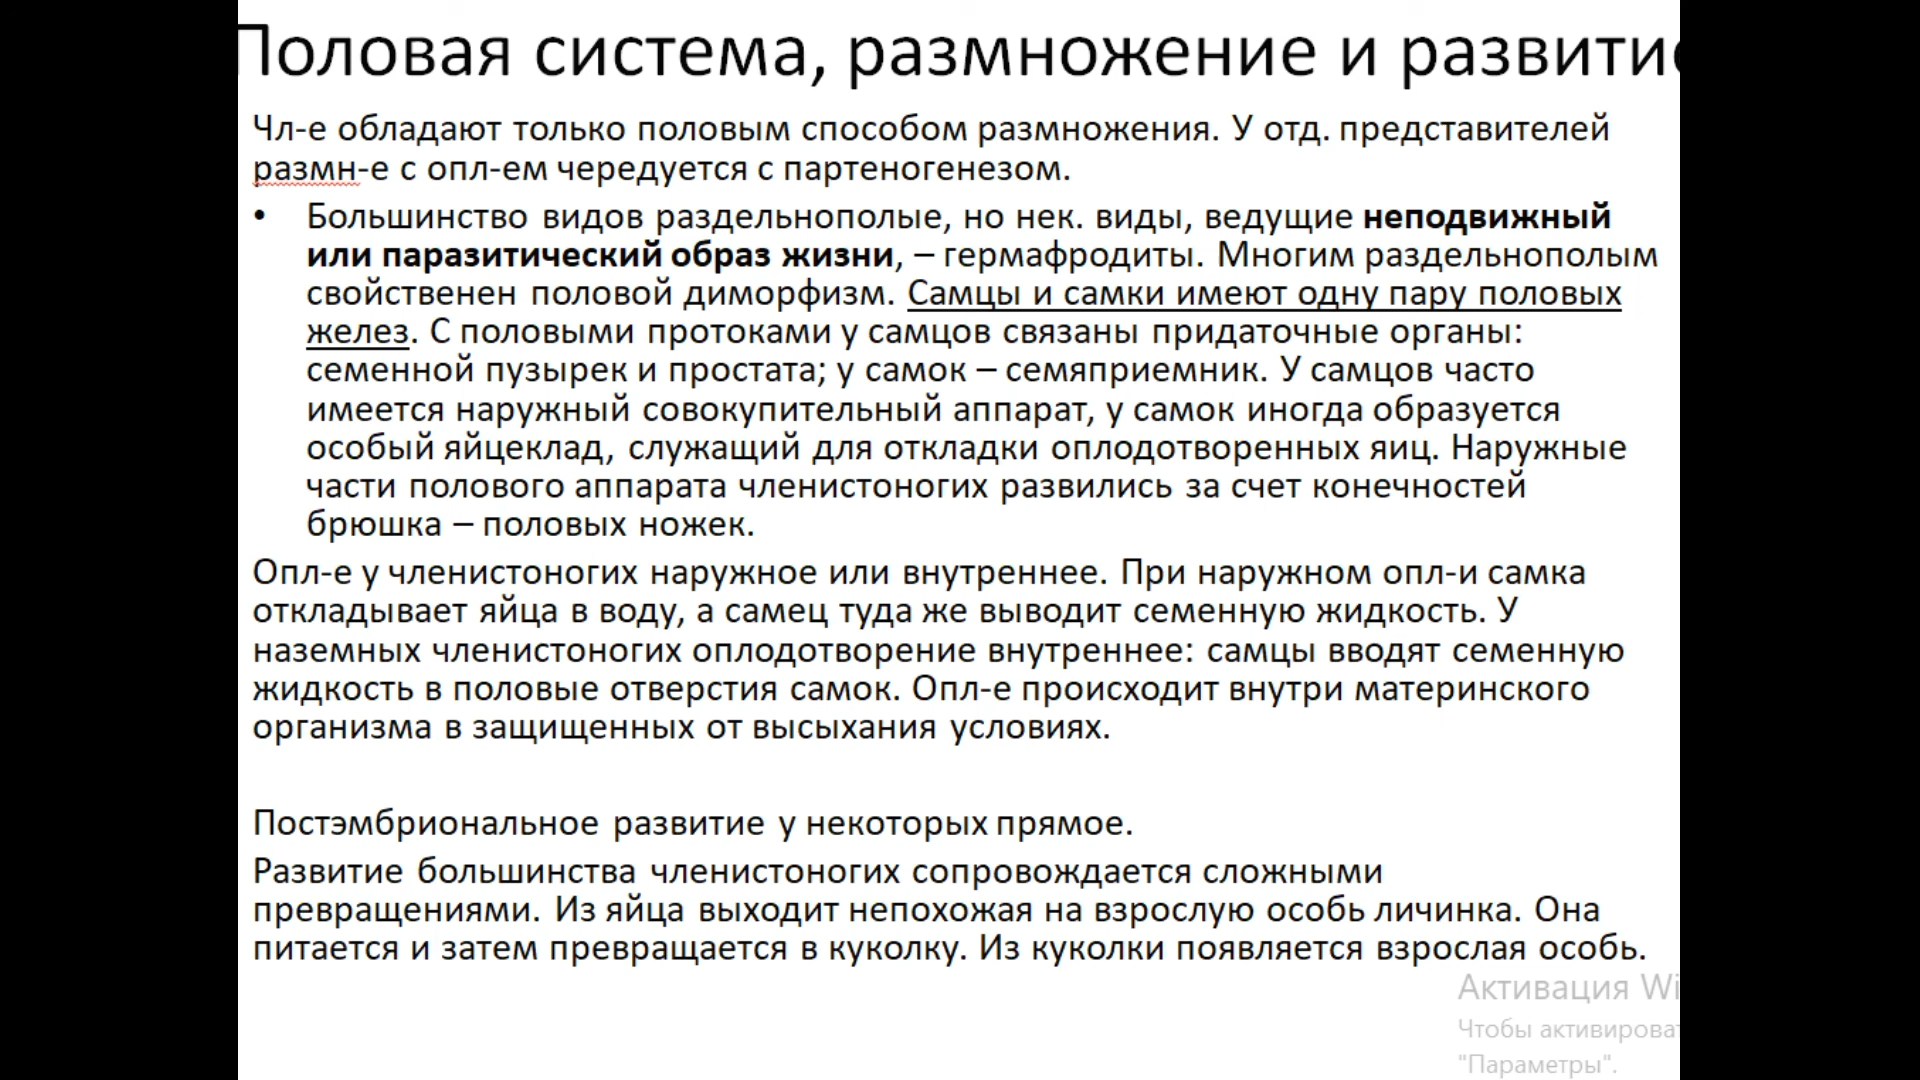 Половая система, размножение и развитие
Чл-е обладают только половым способом размножения. У отд. представителей
размн-е с опл-ем чередуется с партеногенезом.
• Большинство видов раздельнополые, но нек. виды, ведущие неподвижный
или паразитический образ жизни, – гермафродиты. Многим раздельнополым
свойственен половой диморфизм. Самцы и самки имеют одну пару половых
желез. С половыми протоками у самцов связаны придаточные органы:
семенной пузырек и простата; у самок – семяприемник. У самцов часто
имеется наружный совокупительный аппарат, у самок иногда образуется
особый яйцеклад, служащий для откладки оплодотворенных яиц. Наружные
части полового аппарата членистоногих развились за счет конечностей
брюшка – половых ножек.
Опл-е у членистоногих наружное или внутреннее. При наружном опл-и самка
откладывает яйца в воду, а самец туда же выводит семенную жидкость. У
наземных членистоногих оплодотворение внутреннее: самцы вводят семенную
жидкость в половые отверстия самок. Опл-е происходит внутри материнского
организма в защищенных от высыхания условиях.
Постэмбриональное развитие у некоторых прямое.
Развитие большинства членистоногих сопровождается сложными
превращениями. Из яйца выходит непохожая на взрослую особь личинка. Она
питается и затем превращается в куколку. Из куколки появляется взрослая особь.
Активация Wi
Чтобы активироват
"Параметры".